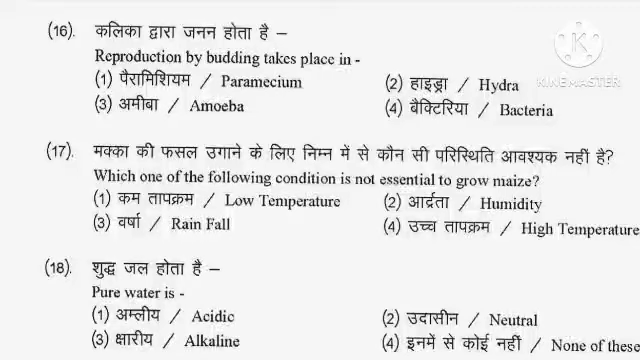 (16). कलिका द्वारा जनन होता है –
Reproduction by budding takes place in -
(1) पैरामिशियम / Paramecium (2) हाइड्रा / Hydra
(3) अमीबा / Amoeba (4) बैक्टिरिया / Bacteria
(17). मक्का की फसल उगाने के लिए निम्न में से कौन सी परिस्थिति आवश्यक नहीं है?
Which one of the following condition is not essential to grow maize?
(1) कम तापक्रम / Low Temperature (2) आर्द्रता / Humidity
(3) वर्षा / Rain Fall (4) उच्च तापक्रम / High Temperature
(18). शुद्ध जल होता है –
Pure water is -
(1) अम्लीय / Acidic (2) उदासीन / Neutral
(3) क्षारीय / Alkaline (4) इनमें से कोई नहीं / None of these
K
KINEMASTER